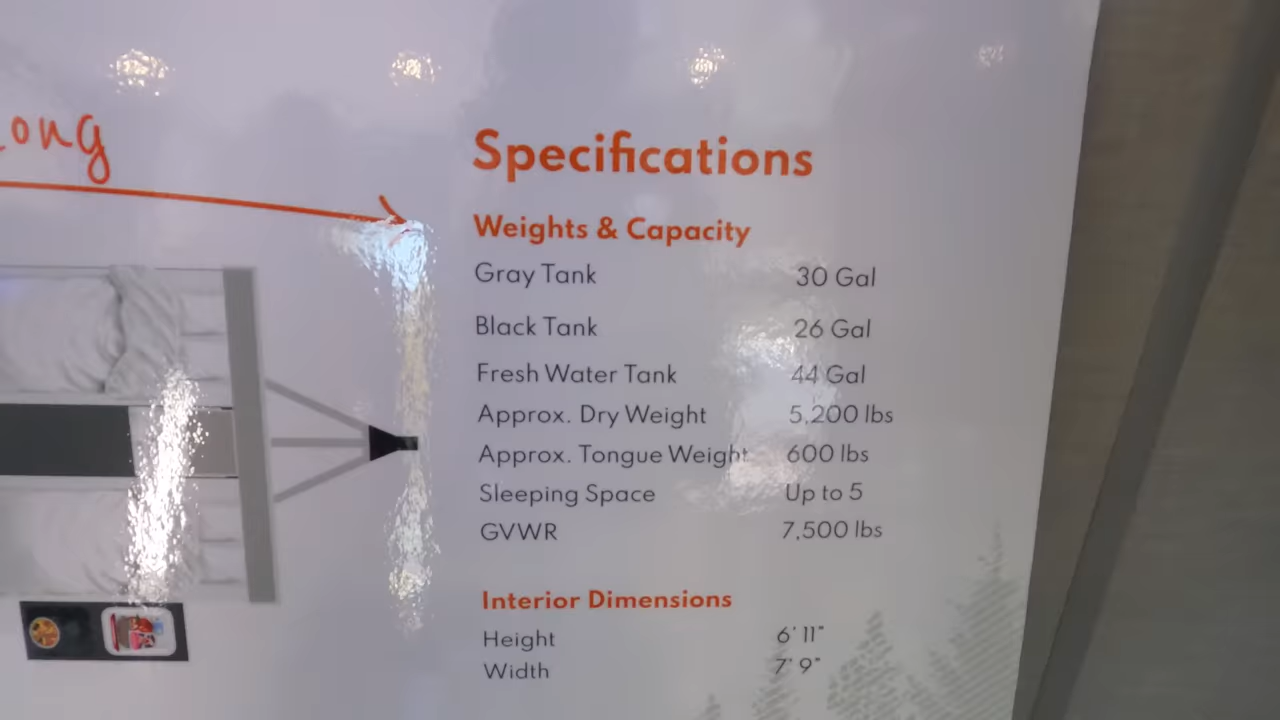 ong
Specifications
Weights & Capacity
Gray Tank 30 Gal
Black Tank 26 Gal
Fresh Water Tank 44 Gal
Approx. Dry Weight 5,200 lbs
Approx. Tongue Weight 600 lbs
Sleeping Space Up to 5
GVWR 7,500 lbs
Interior Dimensions
Height 6' 11"
Width 7' 9"